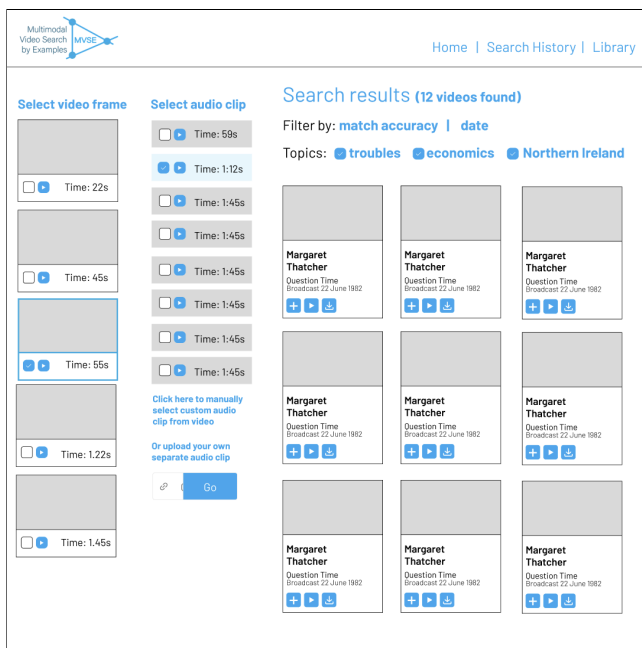 Multimodal
Video Search
by Examples
MVSE
Home | Search History | Library
Select video frame
Time: 22s
Time: 45s
Time: 55s
Time: 1.22s
Time: 1.45s
Select audio clip
Time: 59s
Time: 1:12s
Time: 1:45s
Time: 1:45s
Time: 1:45s
Time: 1:45s
Time: 1:45s
Time: 1:45s
Click here to manually
select custom audio
clip from video
Or upload your own
separate audio clip
Go
Search results (12 videos found)
Filter by: match accuracy | date
Topics: troubles economics Northern Ireland
Margaret
Thatcher
Question Time
Broadcast 22 June 1982
Margaret
Thatcher
Question Time
Broadcast 22 June 1982
Margaret
Thatcher
Question Time
Broadcast 22 June 1982
Margaret
Thatcher
Question Time
Broadcast 22 June 1982
Margaret
Thatcher
Question Time
Broadcast 22 June 1982
Margaret
Thatcher
Question Time
Broadcast 22 June 1982
Margaret
Thatcher
Question Time
Broadcast 22 June 1982
Margaret
Thatcher
Question Time
Broadcast 22 June 1982
Margaret
Thatcher
Question Time
Broadcast 22 June 1982